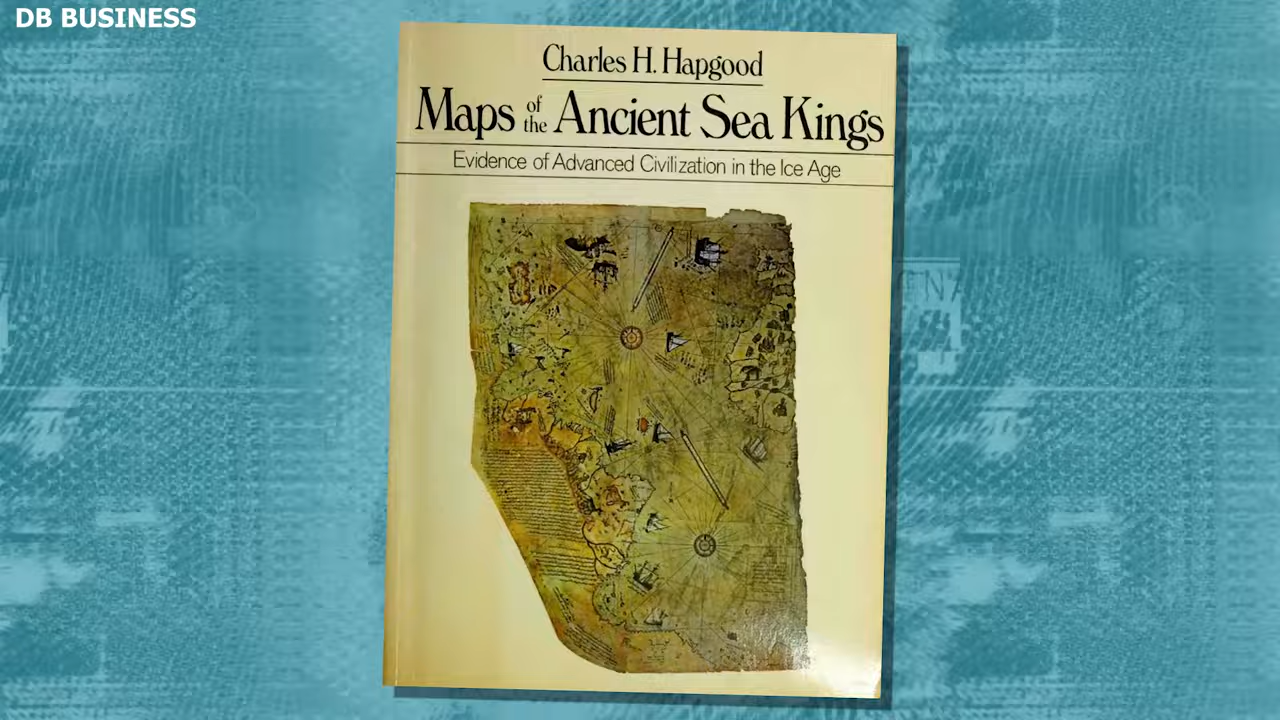 DB BUSINESS
Charles H. Hapgood
Maps of the Ancient Sea Kings
Evidence of Advanced Civilization in the Ice Age